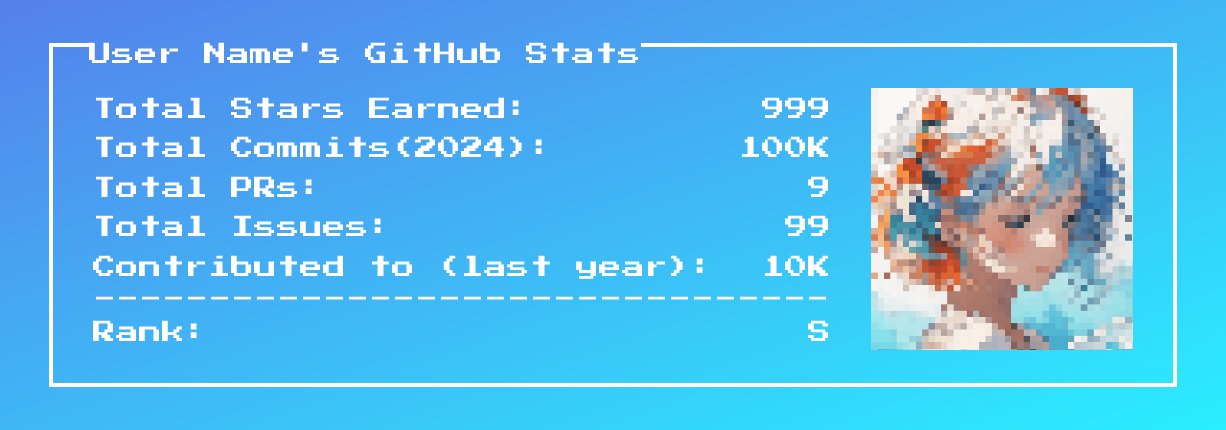 User Name's GitHub Stats
Total Stars Earned: 999
Total Commits(2024): 100K
Total PRs: 9
Total Issues: 99
Contributed to (last year): 10K
---------------------------------
Rank: S